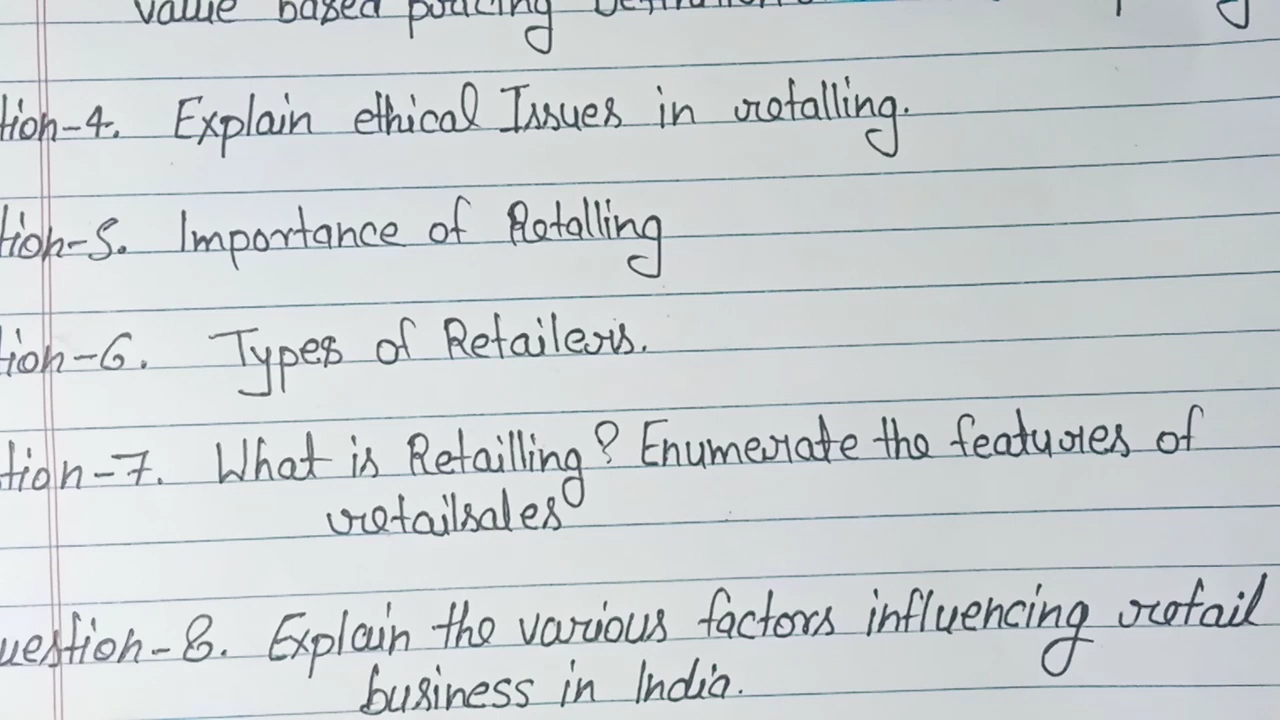 value based pricing
tion-4. Explain ethical Issues in retalling.
tion-5. Importance of Retalling
tion-6. Types of Retailers.
tion-7. What is Retailling? Enumerate the features of
retailsales
uestion-8. Explain the various factors influencing retail
business in India.